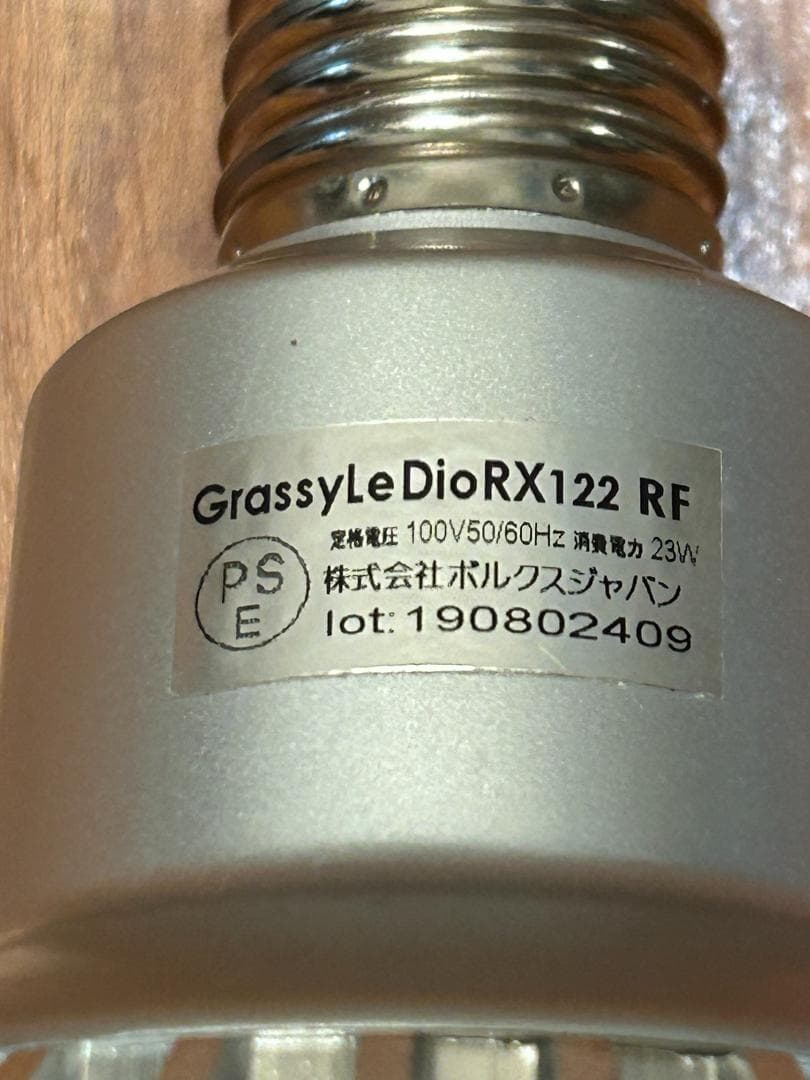 GrassyLeDioRX122 RF
定格電圧 100V50/60Hz 消費電力 23W
PS
E
株式会社ボルクスジャパン
lot:190802409